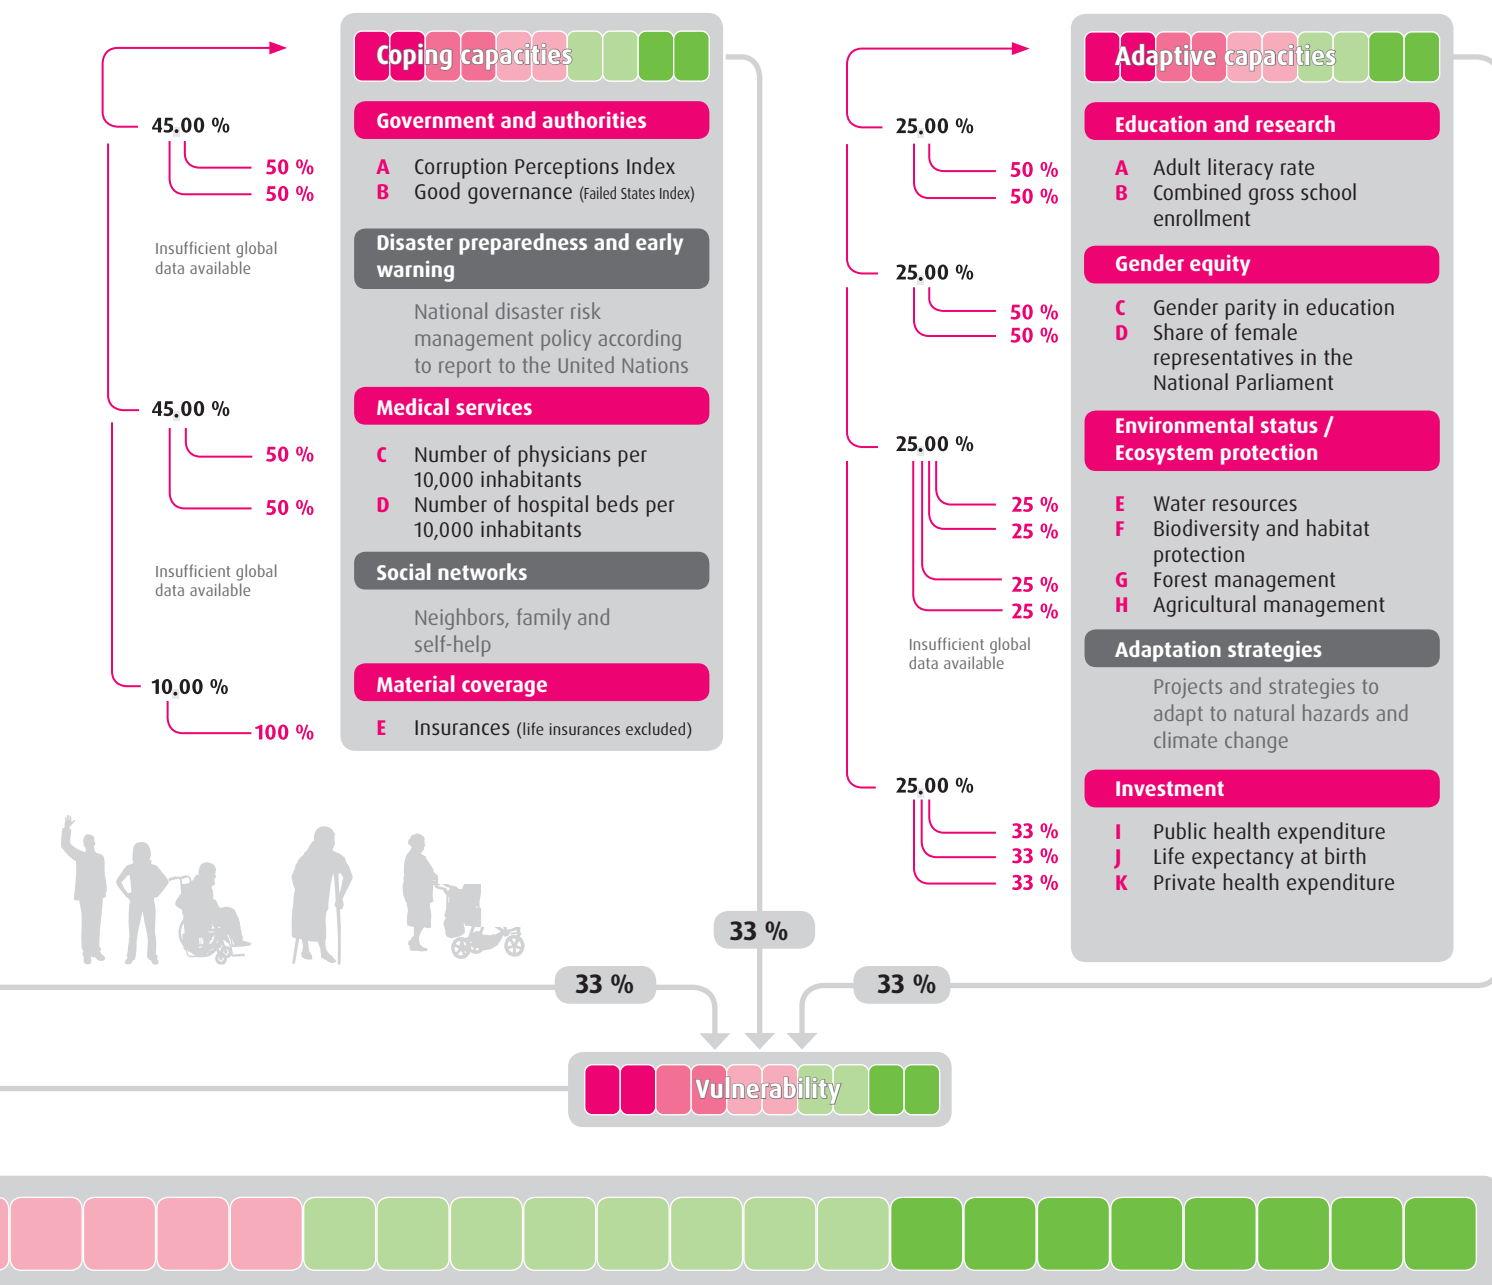 Coping capacities
45.00 %
Government and authorities
50 %
A Corruption Perceptions Index
50 %
B Good governance (Failed States Index)
Insufficient global
data available
Disaster preparedness and early
warning
National disaster risk
management policy according
to report to the United Nations
45.00 %
Medical services
50 %
C Number of physicians per
10,000 inhabitants
50 %
D Number of hospital beds per
10,000 inhabitants
Insufficient global
data available
Social networks
Neighbors, family and
self-help
10.00 %
Material coverage
100 %
E Insurances (life insurances excluded)
Adaptive capacities
25.00 %
Education and research
50 %
A Adult literacy rate
50 %
B Combined gross school
enrollment
25.00 %
Gender equity
50 %
C Gender parity in education
50 %
D Share of female
representatives in the
National Parliament
25.00 %
Environmental status /
Ecosystem protection
25 %
E Water resources
25 %
F Biodiversity and habitat
protection
25 %
G Forest management
25 %
H Agricultural management
Insufficient global
data available
Adaptation strategies
Projects and strategies to
adapt to natural hazards and
climate change
25.00 %
Investment
33 %
I Public health expenditure
33 %
J Life expectancy at birth
33 %
K Private health expenditure
33 %
33 %
33 %
Vulnerability